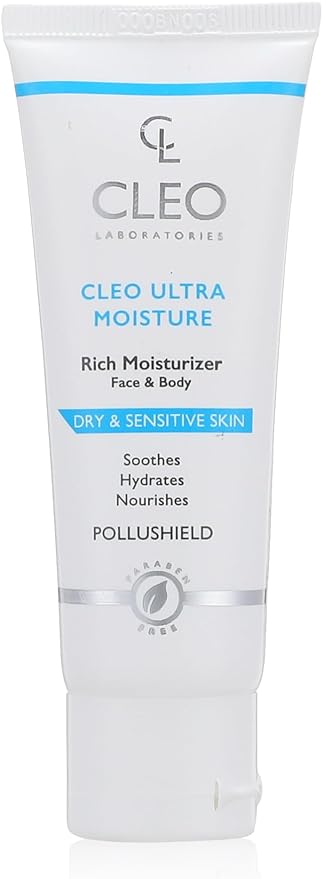 CL
CLEO
LABORATORIES
CLEO ULTRA
MOISTURE
Rich Moisturizer
Face & Body
DRY & SENSITIVE SKIN
Soothes
Hydrates
Nourishes
POLLUSHIELD
PARABEN
FREE